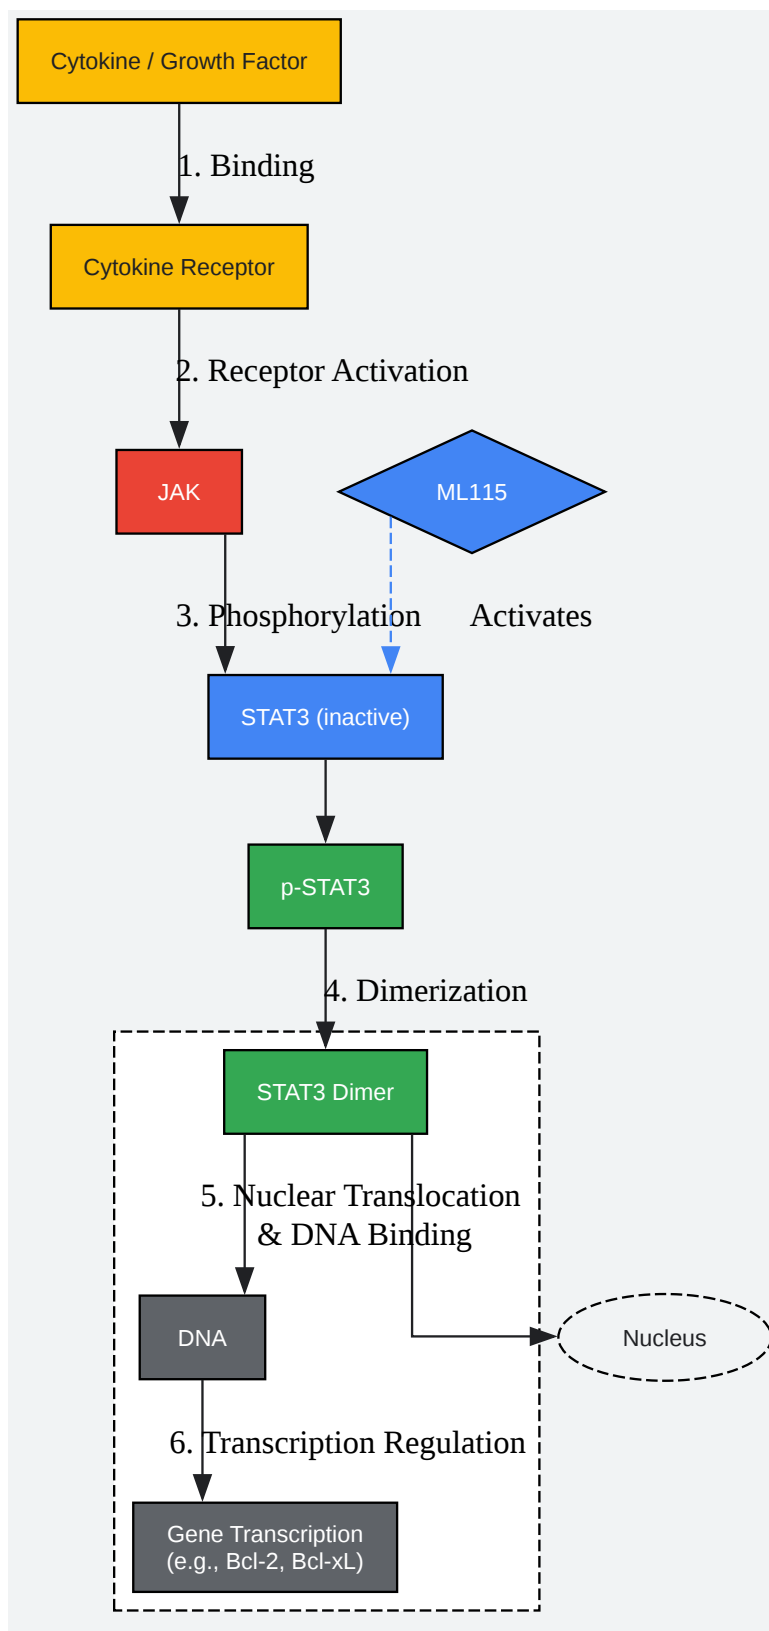 Cytokine / Growth Factor
1. Binding
Cytokine Receptor
2. Receptor Activation
JAK
ML115
3. Phosphorylation
Activates
STAT3 (inactive)
p-STAT3
4. Dimerization
STAT3 Dimer
5. Nuclear Translocation
& DNA Binding
DNA
Nucleus
6. Transcription Regulation
Gene Transcription
(e.g., Bcl-2, Bcl-xL)